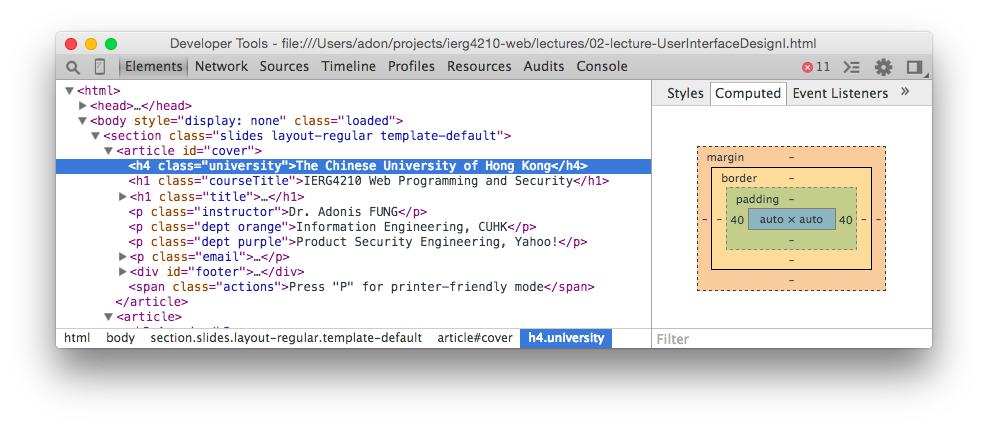 Developer Tools - file:///Users/adon/projects/ierg4210-web/lectures/02-lecture-UserInterfaceDesignI.html
Elements Network Sources Timeline Profiles Resources Audits Console 11
<html>
<head>…</head>
<body style="display: none" class="loaded">
<section class="slides layout-regular template-default">
<article id="cover">
<h4 class="university">The Chinese University of Hong Kong</h4>
<h1 class="courseTitle">IERG4210 Web Programming and Security</h1>
<h1 class="title">…</h1>
<p class="instructor">Dr. Adonis FUNG</p>
<p class="dept orange">Information Engineering, CUHK</p>
<p class="dept purple">Product Security Engineering, Yahoo!</p>
<p class="email">…</p>
<div id="footer">…</div>
<span class="actions">Press "P" for printer-friendly mode</span>
</article>
<article>
html body section.slides.layout-regular.template-default article#cover h4.university
Styles Computed Event Listeners »
margin –
border –
padding –
– – 40 auto × auto 40 – –
–
–
–
Filter